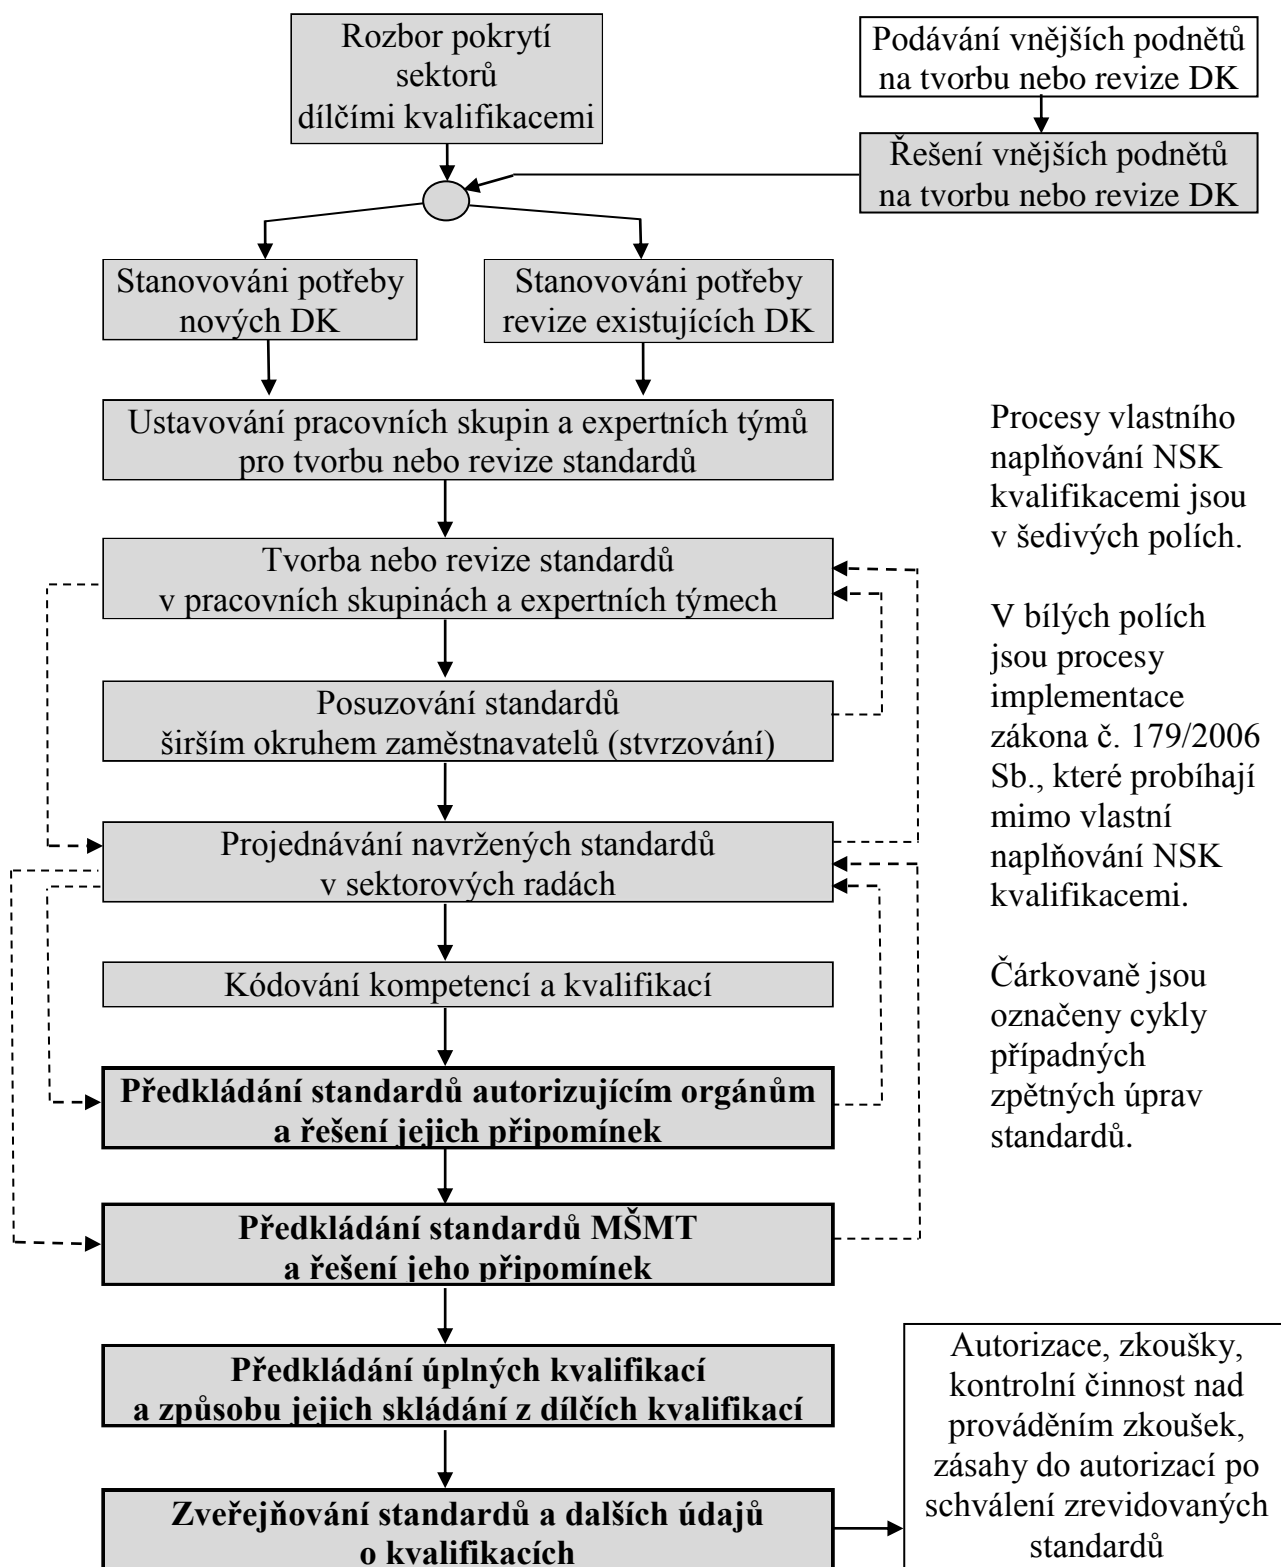 Rozbor pokrytí
sektorů
dílčími kvalifikacemi
Podávání vnějších podnětů
na tvorbu nebo revize DK
Řešení vnějších podnětů
na tvorbu nebo revize DK
Stanovováni potřeby
nových DK
Stanovováni potřeby
revize existujících DK
Ustavování pracovních skupin a expertních týmů
pro tvorbu nebo revize standardů
Tvorba nebo revize standardů
v pracovních skupinách a expertních týmech
Posuzování standardů
širším okruhem zaměstnavatelů (stvrzování)
Projednávání navržených standardů
v sektorových radách
Kódování kompetencí a kvalifikací
Předkládání standardů autorizujícím orgánům
a řešení jejich připomínek
Předkládání standardů MŠMT
a řešení jeho připomínek
Předkládání úplných kvalifikací
a způsobu jejich skládání z dílčích kvalifikací
Zveřejňování standardů a dalších údajů
o kvalifikacích
Procesy vlastního
naplňování NSK
kvalifikacemi jsou
v šedivých polích.
V bílých polích
jsou procesy
implementace
zákona č. 179/2006
Sb., které probíhají
mimo vlastní
naplňování NSK
kvalifikacemi.
Čárkovaně jsou
označeny cykly
případných
zpětných úprav
standardů.
Autorizace, zkoušky,
kontrolní činnost nad
prováděním zkoušek,
zásahy do autorizací po
schválení zrevidovaných
standardů